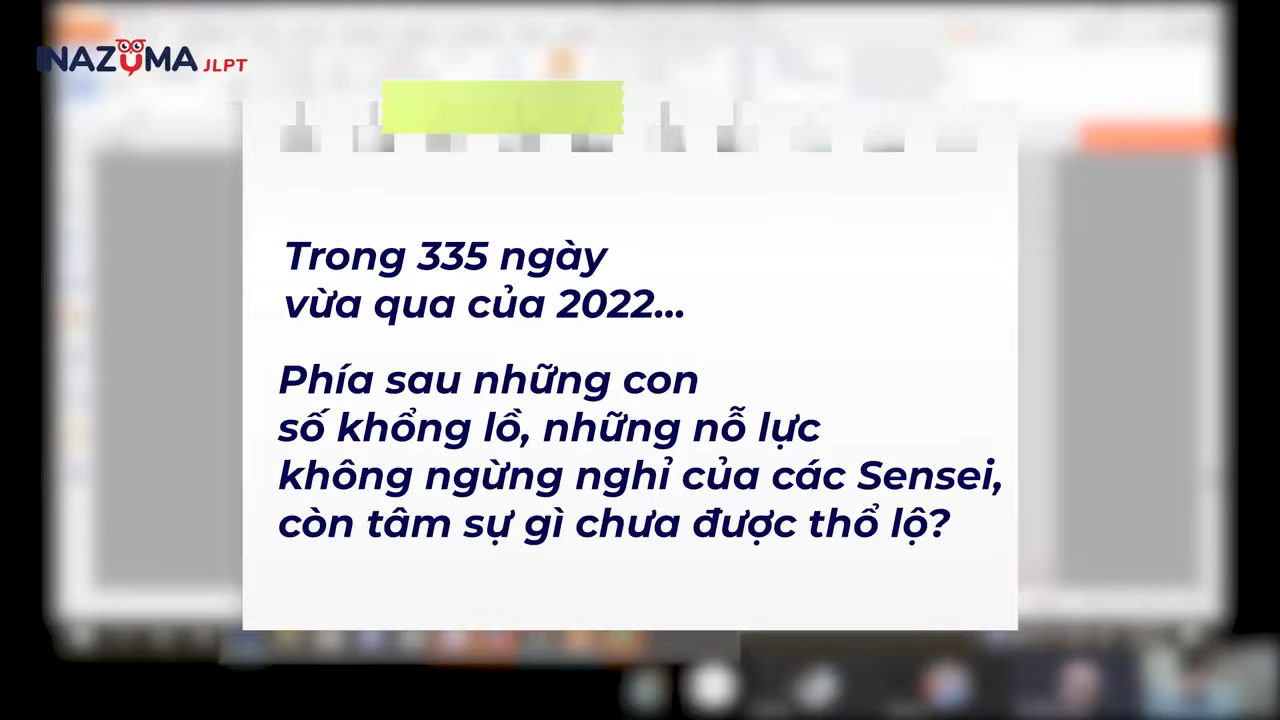 INAZUMA JLPT
Trong 335 ngày
vừa qua của 2022...
Phía sau những con
số khổng lồ, những nỗ lực
không ngừng nghỉ của các Sensei,
còn tâm sự gì chưa được thổ lộ?